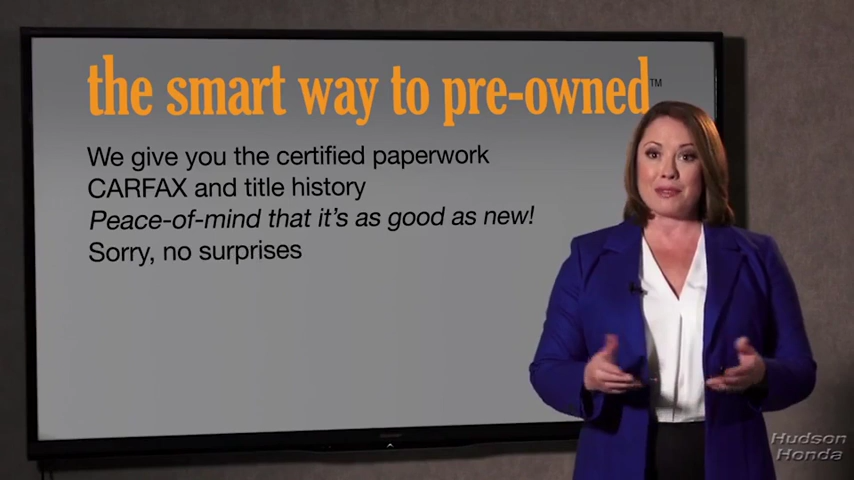 the smart way to pre-owned™
We give you the certified paperwork
CARFAX and title history
Peace-of-mind that it's as good as new!
Sorry, no surprises
Hudson
Honda